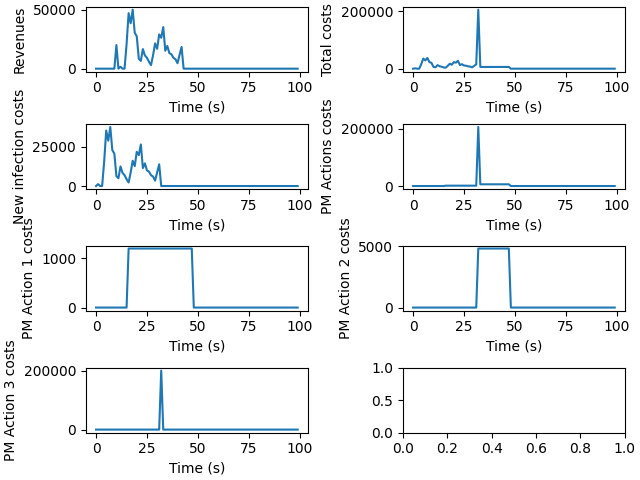 Revenues
50000
0
0 25 50 75 100
Time (s)
Total costs
200000
0
0 25 50 75 100
Time (s)
New infection costs
25000
0
0 25 50 75 100
Time (s)
PM Actions costs
200000
0
0 25 50 75 100
Time (s)
PM Action 1 costs
1000
0
0 25 50 75 100
Time (s)
PM Action 2 costs
5000
0
0 25 50 75 100
Time (s)
PM Action 3 costs
200000
0
0 25 50 75 100
Time (s)
1.0
0.5
0.0
0.0 0.2 0.4 0.6 0.8 1.0